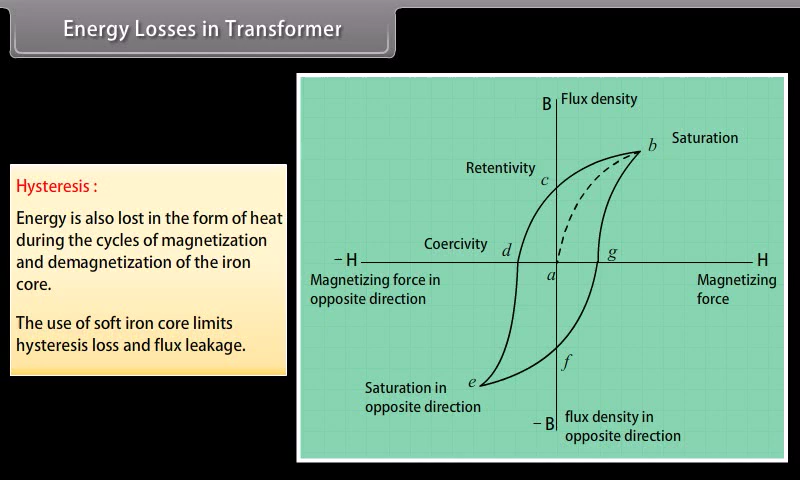 Energy Losses in Transformer
Hysteresis :
Energy is also lost in the form of heat
during the cycles of magnetization
and demagnetization of the iron
core.
The use of soft iron core limits
hysteresis loss and flux leakage.
B Flux density
b Saturation
Retentivity
c
Coercivity d
g
– H
a
H
Magnetizing force in
opposite direction
Magnetizing
force
f
e
Saturation in
opposite direction
– B
flux density in
opposite direction